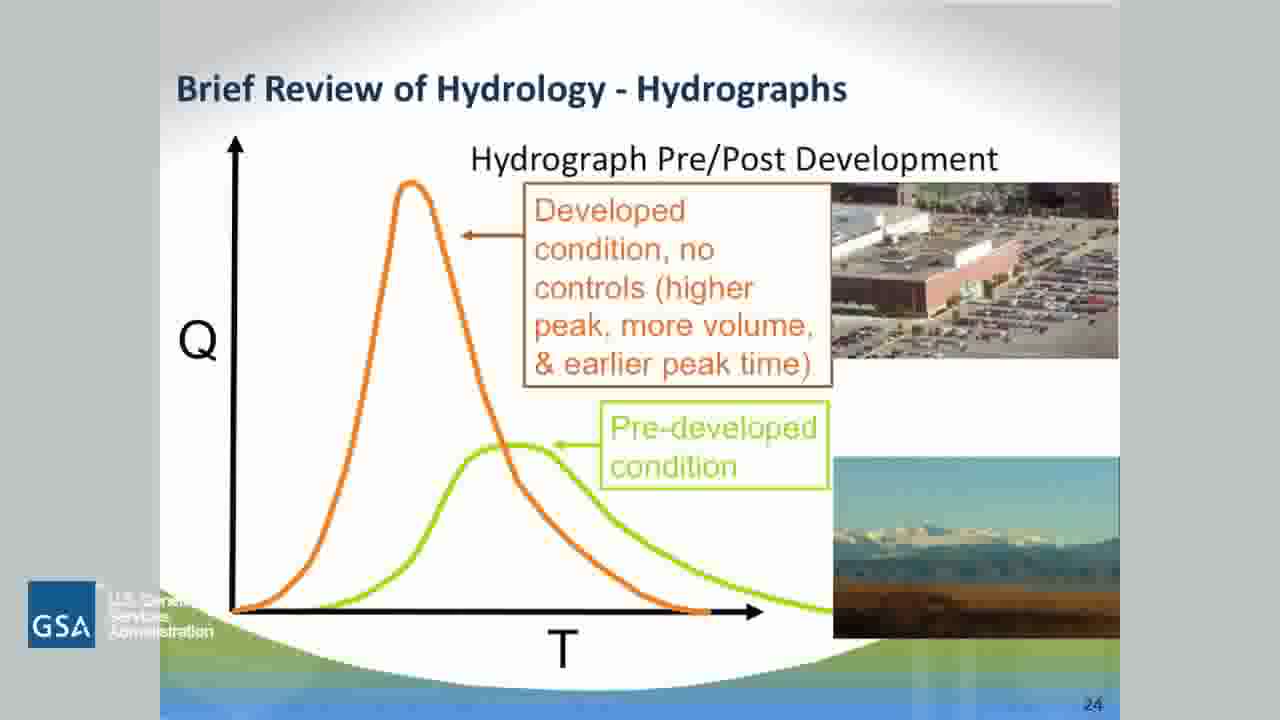 Brief Review of Hydrology - Hydrographs
Hydrograph Pre/Post Development
Developed
condition, no
controls (higher
peak, more volume,
& earlier peak time)
Q
Pre-developed
condition
GSA
U.S. General
Services
Administration
T
24